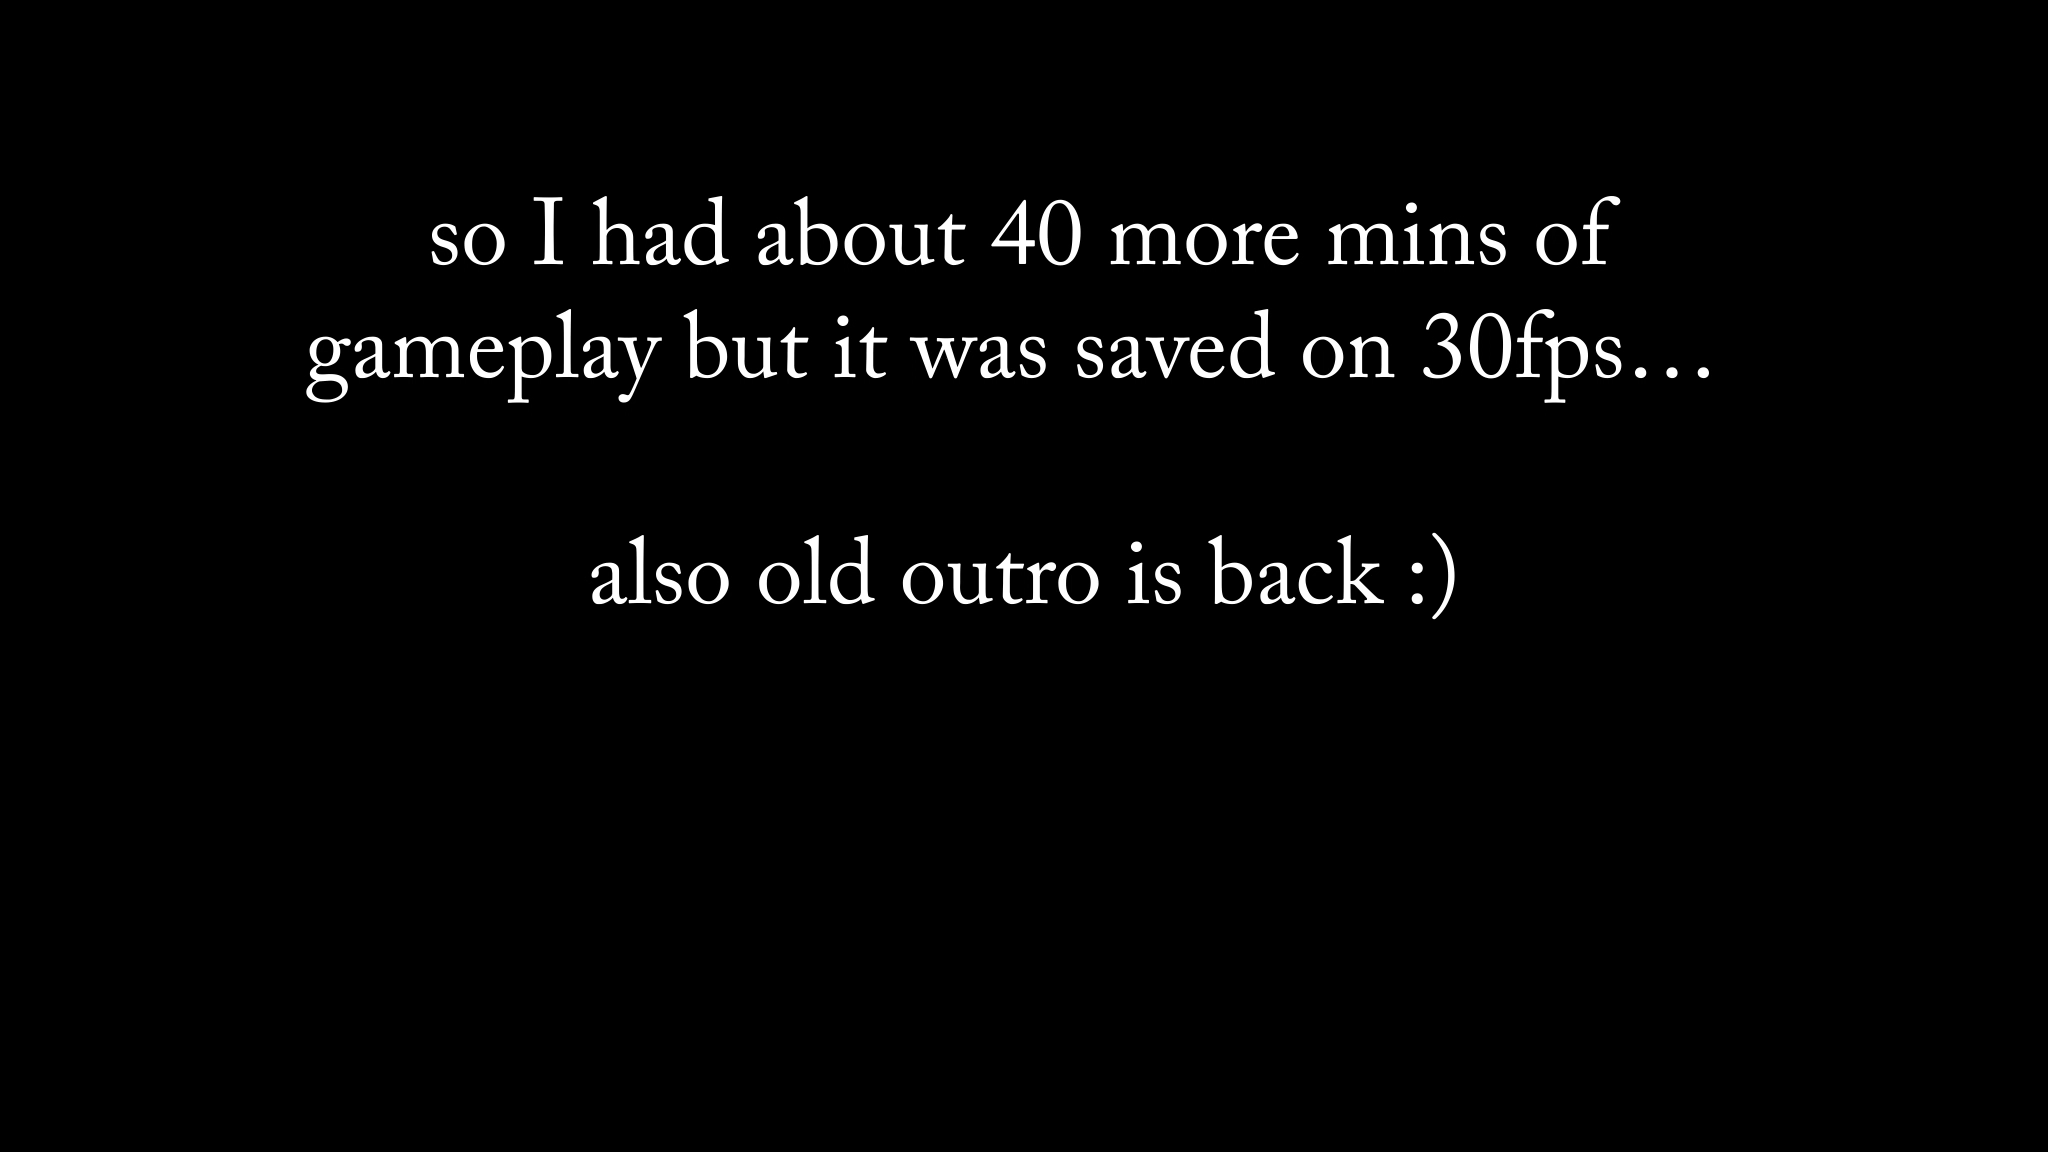 so I had about 40 more mins of
gameplay but it was saved on 30fps...
also old outro is back :)